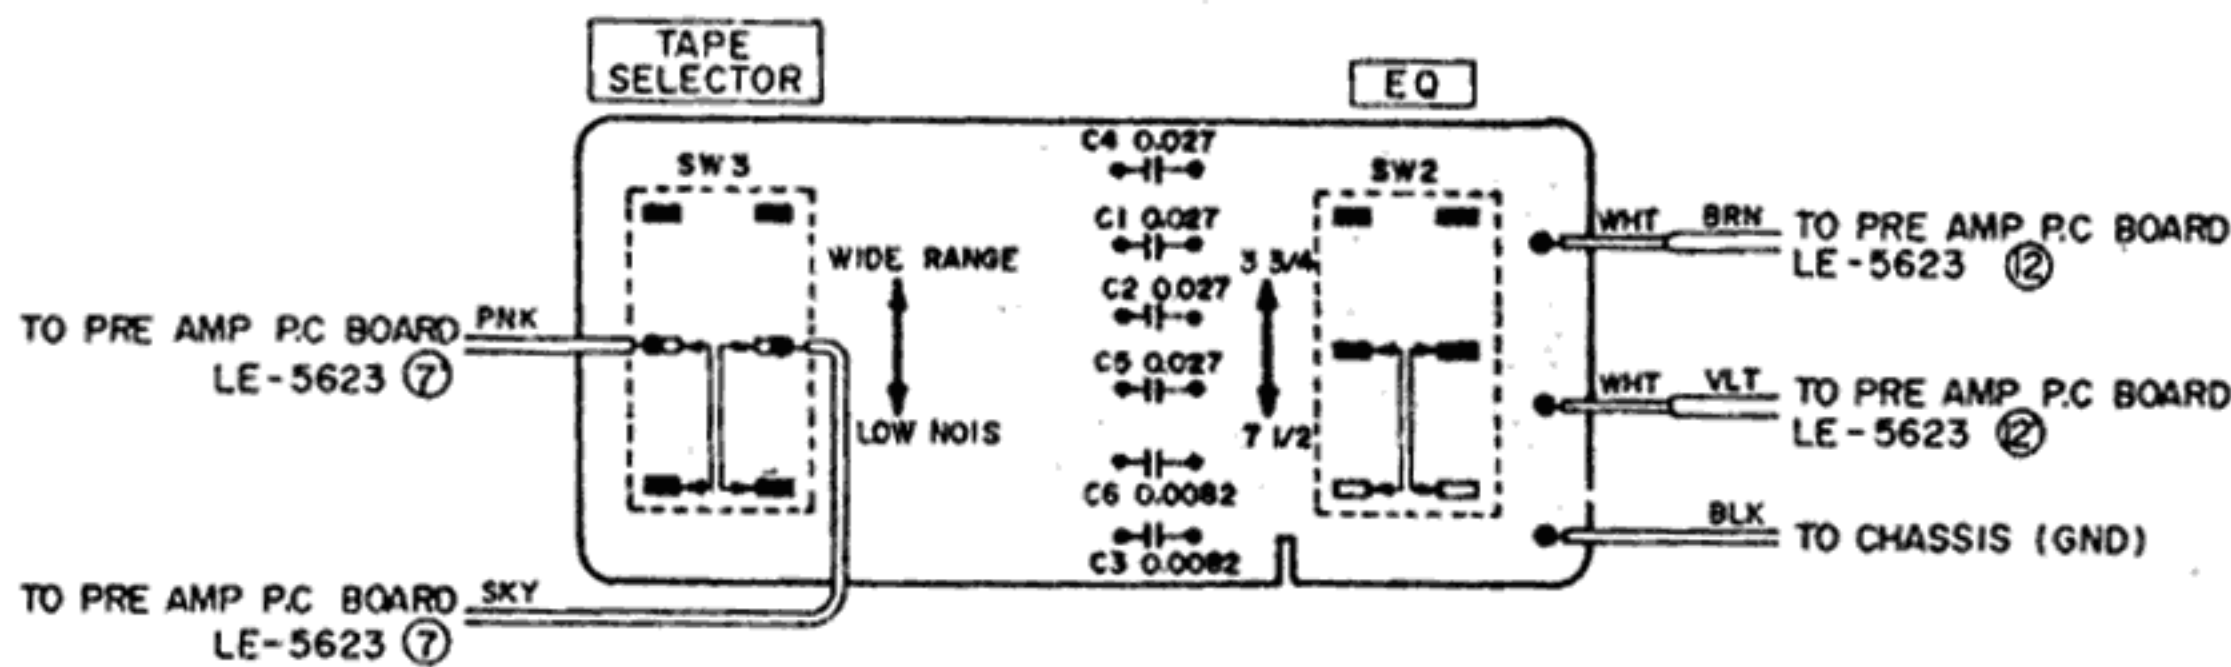 TAPE
SELECTOR
EQ
C4 0.027
SW3
SW2
C1 0.027
WHT BRN TO PRE AMP P.C BOARD
LE-5623 ⑫
WIDE RANGE
3 3/4
C2 0.027
TO PRE AMP P.C BOARD PNK
LE-5623 ⑦
C5 0.027
WHT VLT TO PRE AMP P.C BOARD
LE-5623 ⑫
LOW NOIS
7 1/2
C6 0.0082
BLK TO CHASSIS (GND)
C3 0.0082
TO PRE AMP P.C BOARD SKY
LE-5623 ⑦